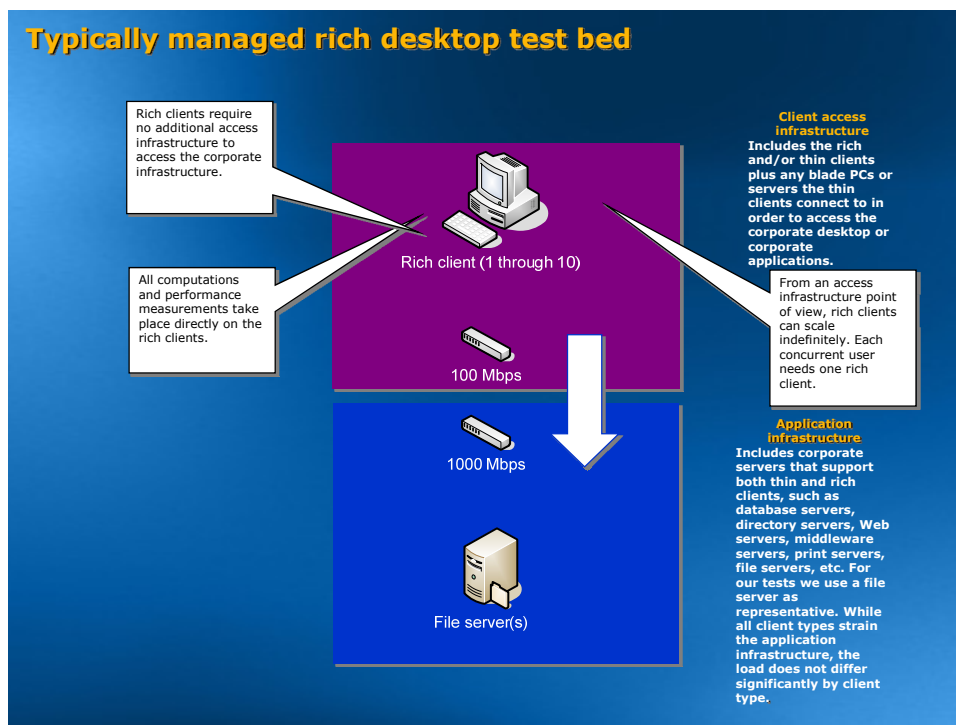 Typically managed rich desktop test bed
Rich clients require
no additional access
infrastructure to
access the corporate
infrastructure.
All computations
and performance
measurements take
place directly on the
rich clients.
Rich client (1 through 10)
100 Mbps
1000 Mbps
File server(s)
Client access
infrastructure
Includes the rich
and/or thin clients
plus any blade PCs or
servers the thin
clients connect to in
order to access the
corporate desktop or
corporate
applications.
From an access
infrastructure point
of view, rich clients
can scale
indefinitely. Each
concurrent user
needs one rich
client.
Application
infrastructure
Includes corporate
servers that support
both thin and rich
clients, such as
database servers,
directory servers, Web
servers, middleware
servers, print servers,
file servers, etc. For
our tests we use a file
server as
representative. While
all client types strain
the application
infrastructure, the
load does not differ
significantly by client
type.